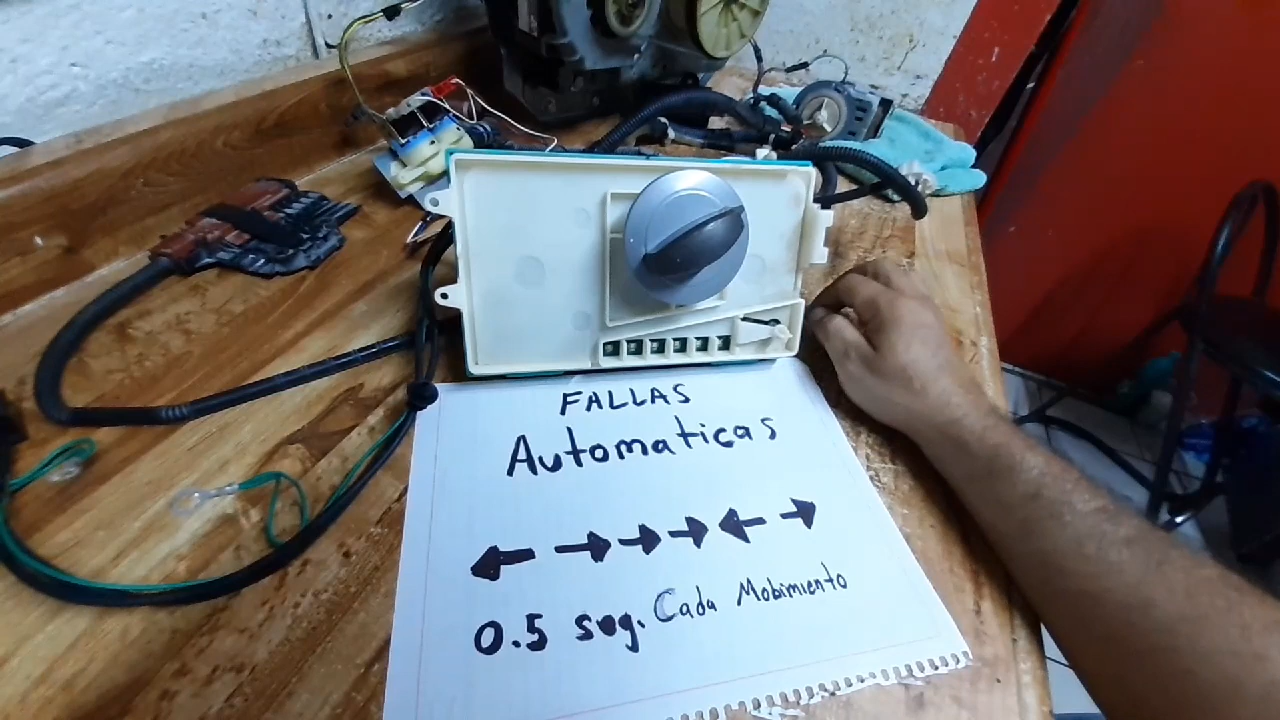 FALLAS
Automaticas
← → → → ← →
0.5 seg. Cada Mobimiento